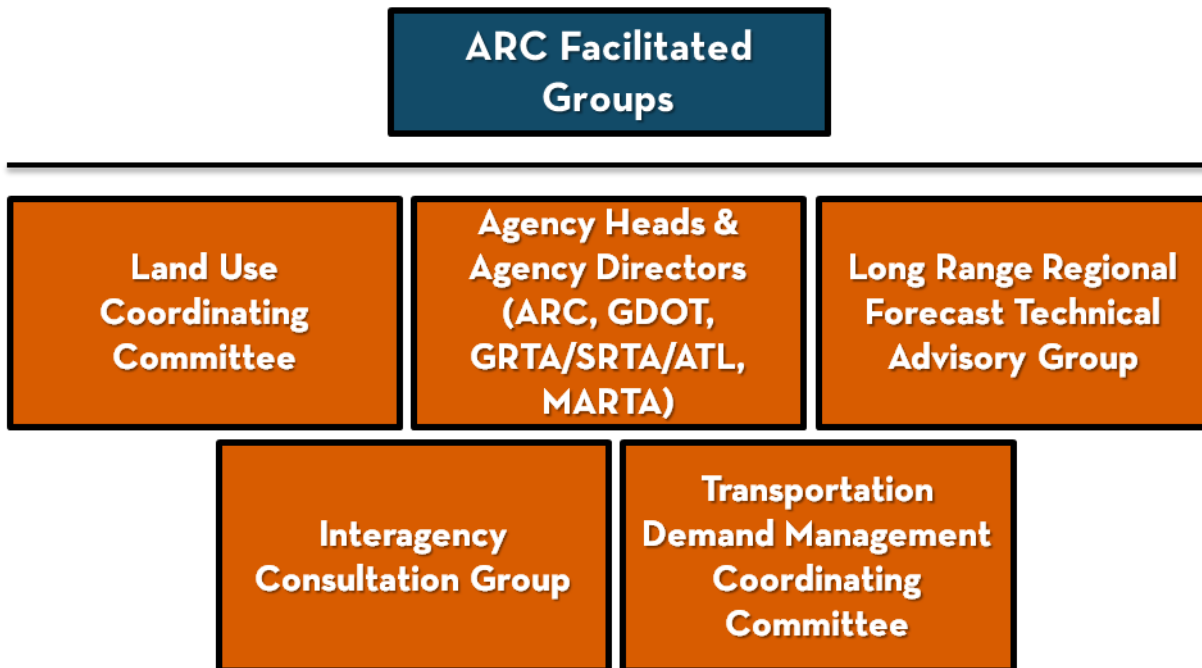 ARC Facilitated
Groups
Land Use
Coordinating
Committee
Agency Heads &
Agency Directors
(ARC, GDOT,
GRTA/SRTA/ATL,
MARTA)
Long Range Regional
Forecast Technical
Advisory Group
Interagency
Consultation Group
Transportation
Demand Management
Coordinating
Committee